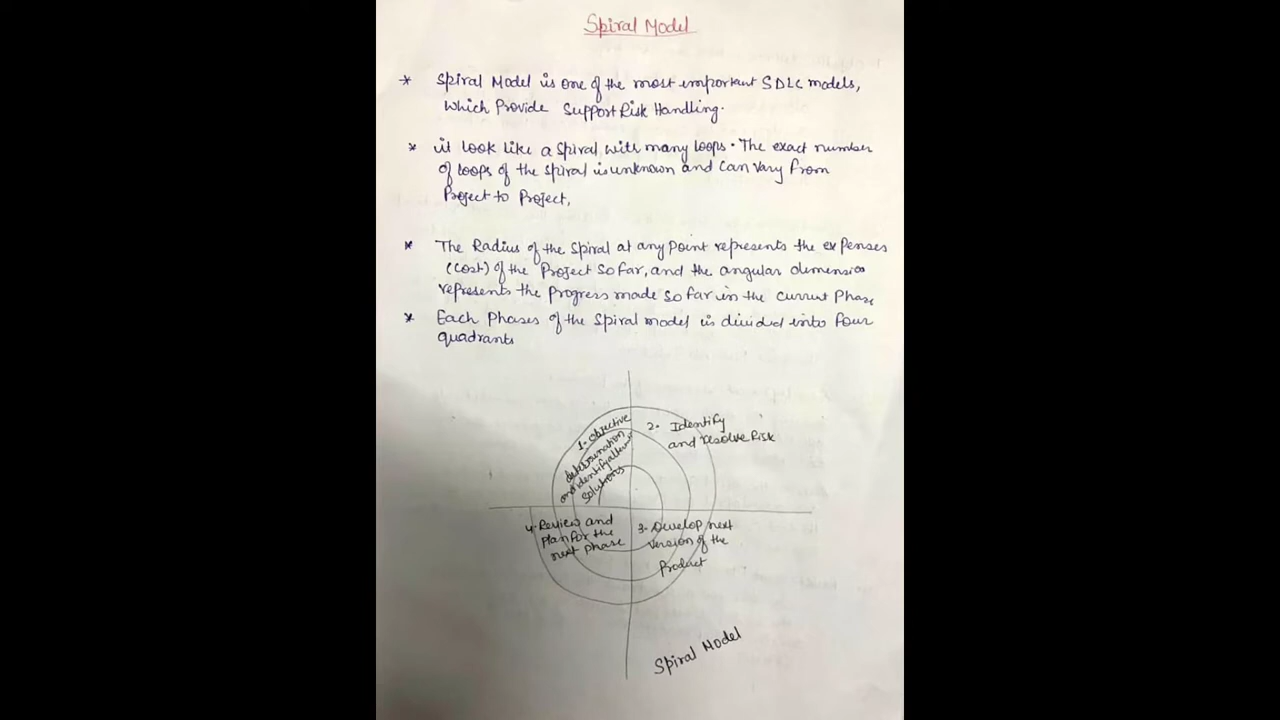 Spiral Model
* Spiral Model is one of the most important SDLC models,
which Provide Support Risk Handling.
* it look like a spiral with many loops. The exact number
of loops of the spiral is unknown and can vary from
Project to Project,
* The Radius of the spiral at any point represents the expenses
(cost) of the Project so far, and the angular dimension
represents the Progress made so far in the current Phase
* Each Phases of the spiral model is divided into four
quadrants
1. objective
determination
and identify
solutions
2. Identify
and resolve Risk
4. Review and
plan for the
next phase
3. Develop next
version of the
Product
Spiral Model